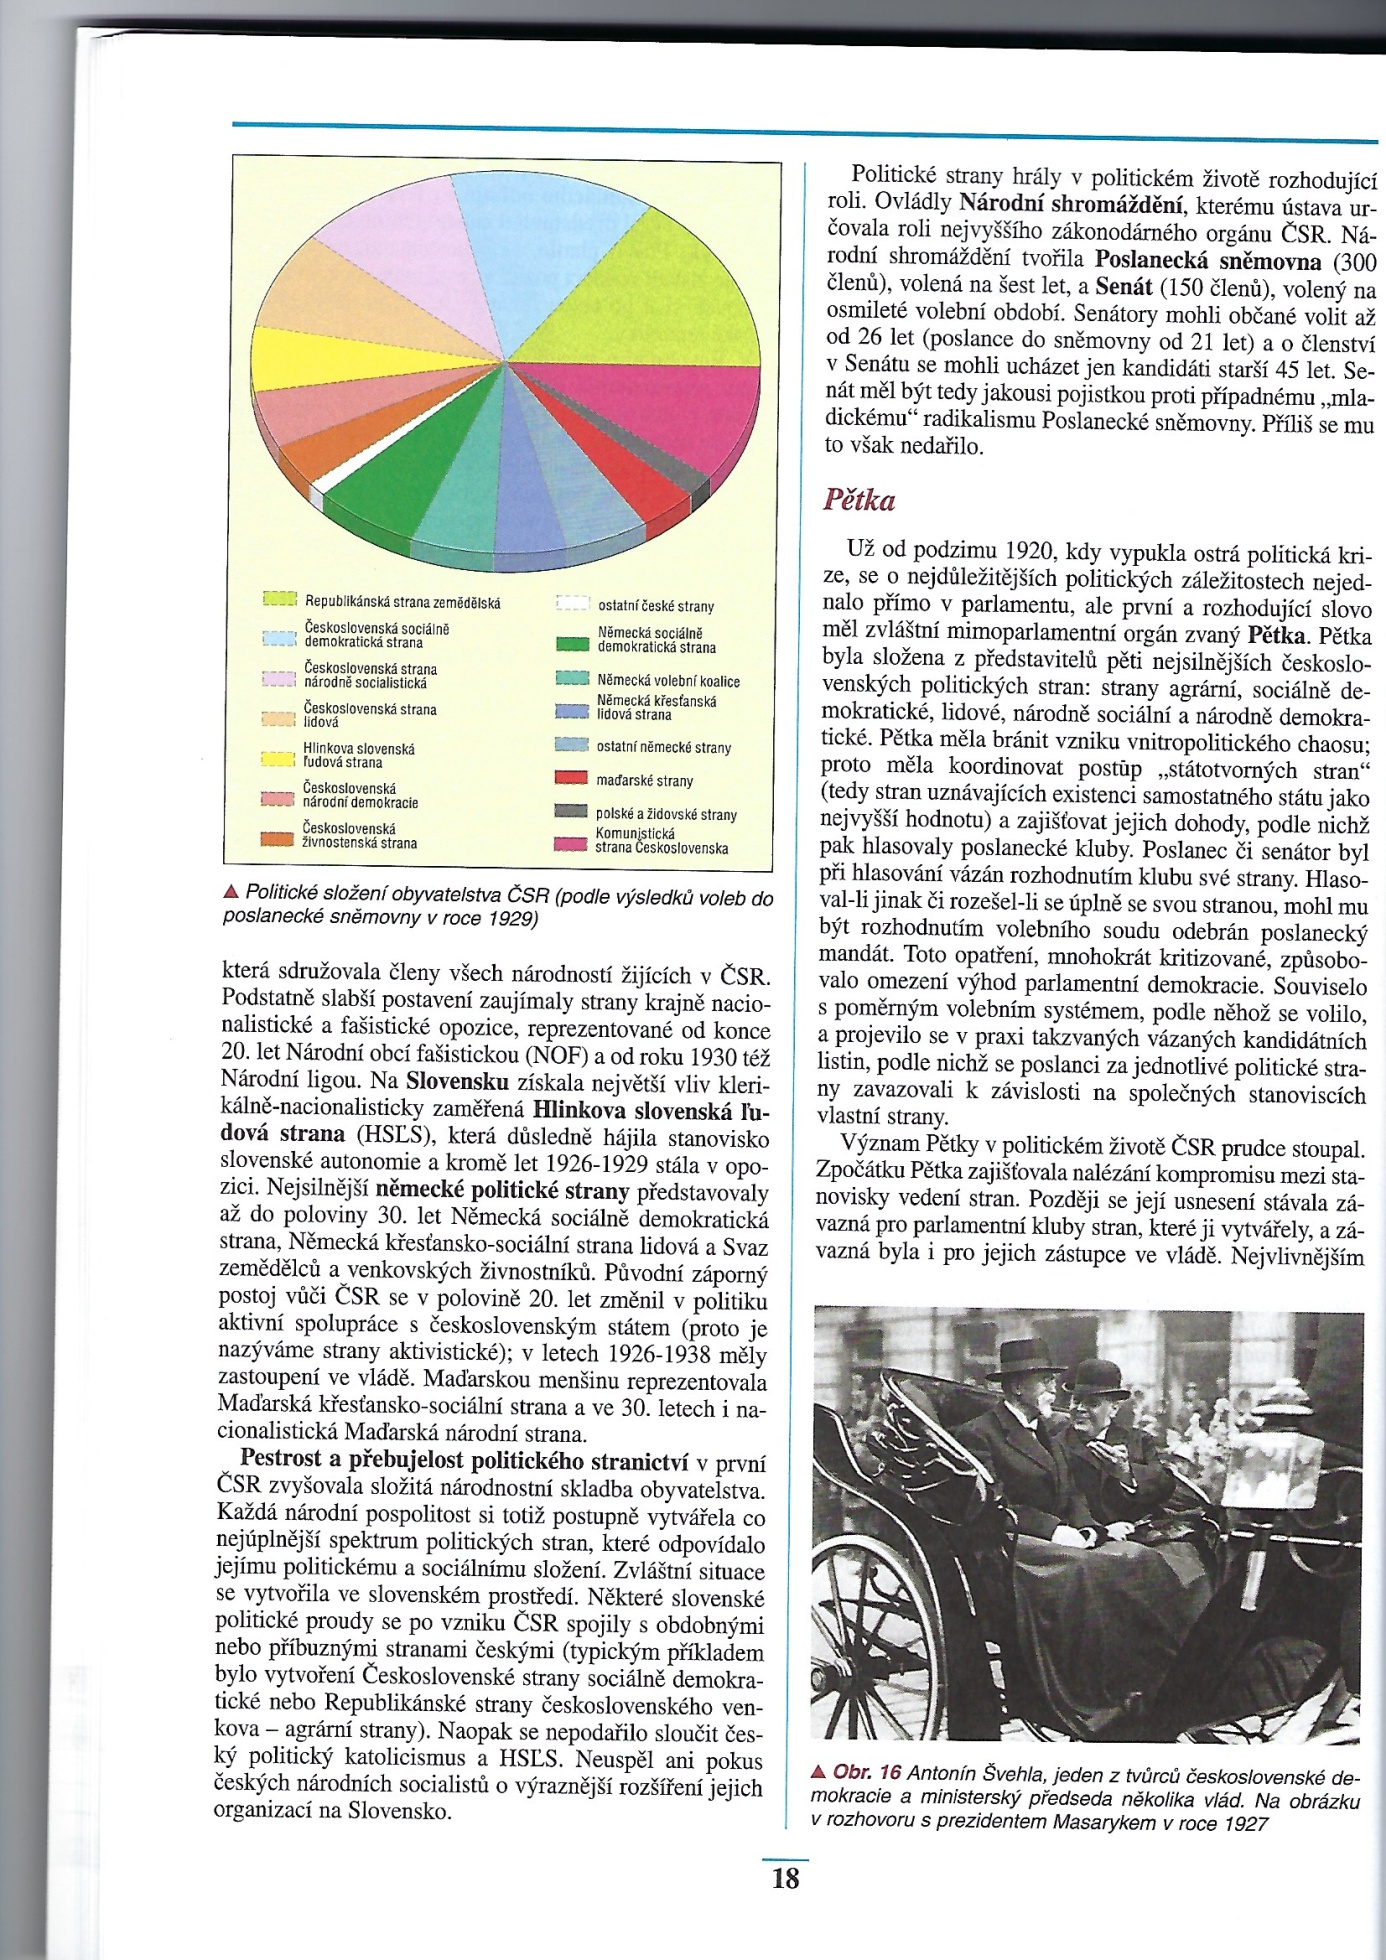 Republikánská strana zemědělská
Československá sociálně
demokratická strana
Československá strana
národně socialistická
Československá strana
lidová
Hlinkova slovenská
ľudová strana
Československá
národní demokracie
Československá
živnostenská strana
ostatní české strany
Německá sociálně
demokratická strana
Německá volební koalice
Německá křesťanská
lidová strana
ostatní německé strany
maďarské strany
polské a židovské strany
Komunistická
strana Československa
▲ Politické složení obyvatelstva ČSR (podle výsledků voleb do
poslanecké sněmovny v roce 1929)
která sdružovala členy všech národností žijících v ČSR.
Podstatně slabší postavení zaujímaly strany krajně nacio-
nalistické a fašistické opozice, reprezentované od konce
20. let Národní obcí fašistickou (NOF) a od roku 1930 též
Národní ligou. Na Slovensku získala největší vliv kleri-
kálně-nacionalisticky zaměřená Hlinkova slovenská ľu-
dová strana (HSĽS), která důsledně hájila stanovisko
slovenské autonomie a kromě let 1926-1929 stála v opo-
zici. Nejsilnější německé politické strany představovaly
až do poloviny 30. let Německá sociálně demokratická
strana, Německá křesťansko-sociální strana lidová a Svaz
zemědělců a venkovských živnostníků. Původní záporný
postoj vůči ČSR se v polovině 20. let změnil v politiku
aktivní spolupráce s československým státem (proto je
nazýváme strany aktivistické); v letech 1926-1938 měly
zastoupení ve vládě. Maďarskou menšinu reprezentovala
Maďarská křesťansko-sociální strana a ve 30. letech i na-
cionalistická Maďarská národní strana.
Pestrost a přebujelost politického stranictví v první
ČSR zvyšovala složitá národnostní skladba obyvatelstva.
Každá národní pospolitost si totiž postupně vytvářela co
nejúplnější spektrum politických stran, které odpovídalo
jejímu politickému a sociálnímu složení. Zvláštní situace
se vytvořila ve slovenském prostředí. Některé slovenské
politické proudy se po vzniku ČSR spojily s obdobnými
nebo příbuznými stranami českými (typickým příkladem
bylo vytvoření Československé strany sociálně demokra-
tické nebo Republikánské strany československého ven-
kova – agrární strany). Naopak se nepodařilo sloučit čes-
ký politický katolicismus a HSĽS. Neuspěl ani pokus
českých národních socialistů o výraznější rozšíření jejich
organizací na Slovensko.
Politické strany hrály v politickém životě rozhodující
roli. Ovládly Národní shromáždění, kterému ústava ur-
čovala roli nejvyššího zákonodárného orgánu ČSR. Ná-
rodní shromáždění tvořila Poslanecká sněmovna (300
členů), volená na šest let, a Senát (150 členů), volený na
osmileté volební období. Senátory mohli občané volit až
od 26 let (poslance do sněmovny od 21 let) a o členství
v Senátu se mohli ucházet jen kandidáti starší 45 let. Se-
nát měl být tedy jakousi pojistkou proti případnému „mla-
dickému“ radikalismu Poslanecké sněmovny. Příliš se mu
to však nedařilo.
Pětka
Už od podzimu 1920, kdy vypukla ostrá politická kri-
ze, se o nejdůležitějších politických záležitostech nejed-
nalo přímo v parlamentu, ale první a rozhodující slovo
měl zvláštní mimoparlamentní orgán zvaný Pětka. Pětka
byla složena z představitelů pěti nejsilnějších českoslo-
venských politických stran: strany agrární, sociálně de-
mokratické, lidové, národně sociální a národně demokra-
tické. Pětka měla bránit vzniku vnitropolitického chaosu;
proto měla koordinovat postup „státotvorných stran“
(tedy stran uznávajících existenci samostatného státu jako
nejvyšší hodnotu) a zajišťovat jejich dohody, podle nichž
pak hlasovaly poslanecké kluby. Poslanec či senátor byl
při hlasování vázán rozhodnutím klubu své strany. Hlaso-
val-li jinak či rozešel-li se úplně se svou stranou, mohl mu
být rozhodnutím volebního soudu odebrán poslanecký
mandát. Toto opatření, mnohokrát kritizované, způsobo-
valo omezení výhod parlamentní demokracie. Souviselo
s poměrným volebním systémem, podle něhož se volilo,
a projevilo se v praxi takzvaných vázaných kandidátních
listin, podle nichž se poslanci za jednotlivé politické stra-
ny zavazovali k závislosti na společných stanoviscích
vlastní strany.
Význam Pětky v politickém životě ČSR prudce stoupal.
Zpočátku Pětka zajišťovala nalézání kompromisu mezi sta-
novisky vedení stran. Později se její usnesení stávala zá-
vazná pro parlamentní kluby stran, které ji vytvářely, a zá-
vazná byla i pro jejich zástupce ve vládě. Nejvlivnějším
▲ Obr. 16 Antonín Švehla, jeden z tvůrců československé de-
mokracie a ministerský předseda několika vlád. Na obrázku
v rozhovoru s prezidentem Masarykem v roce 1927
18